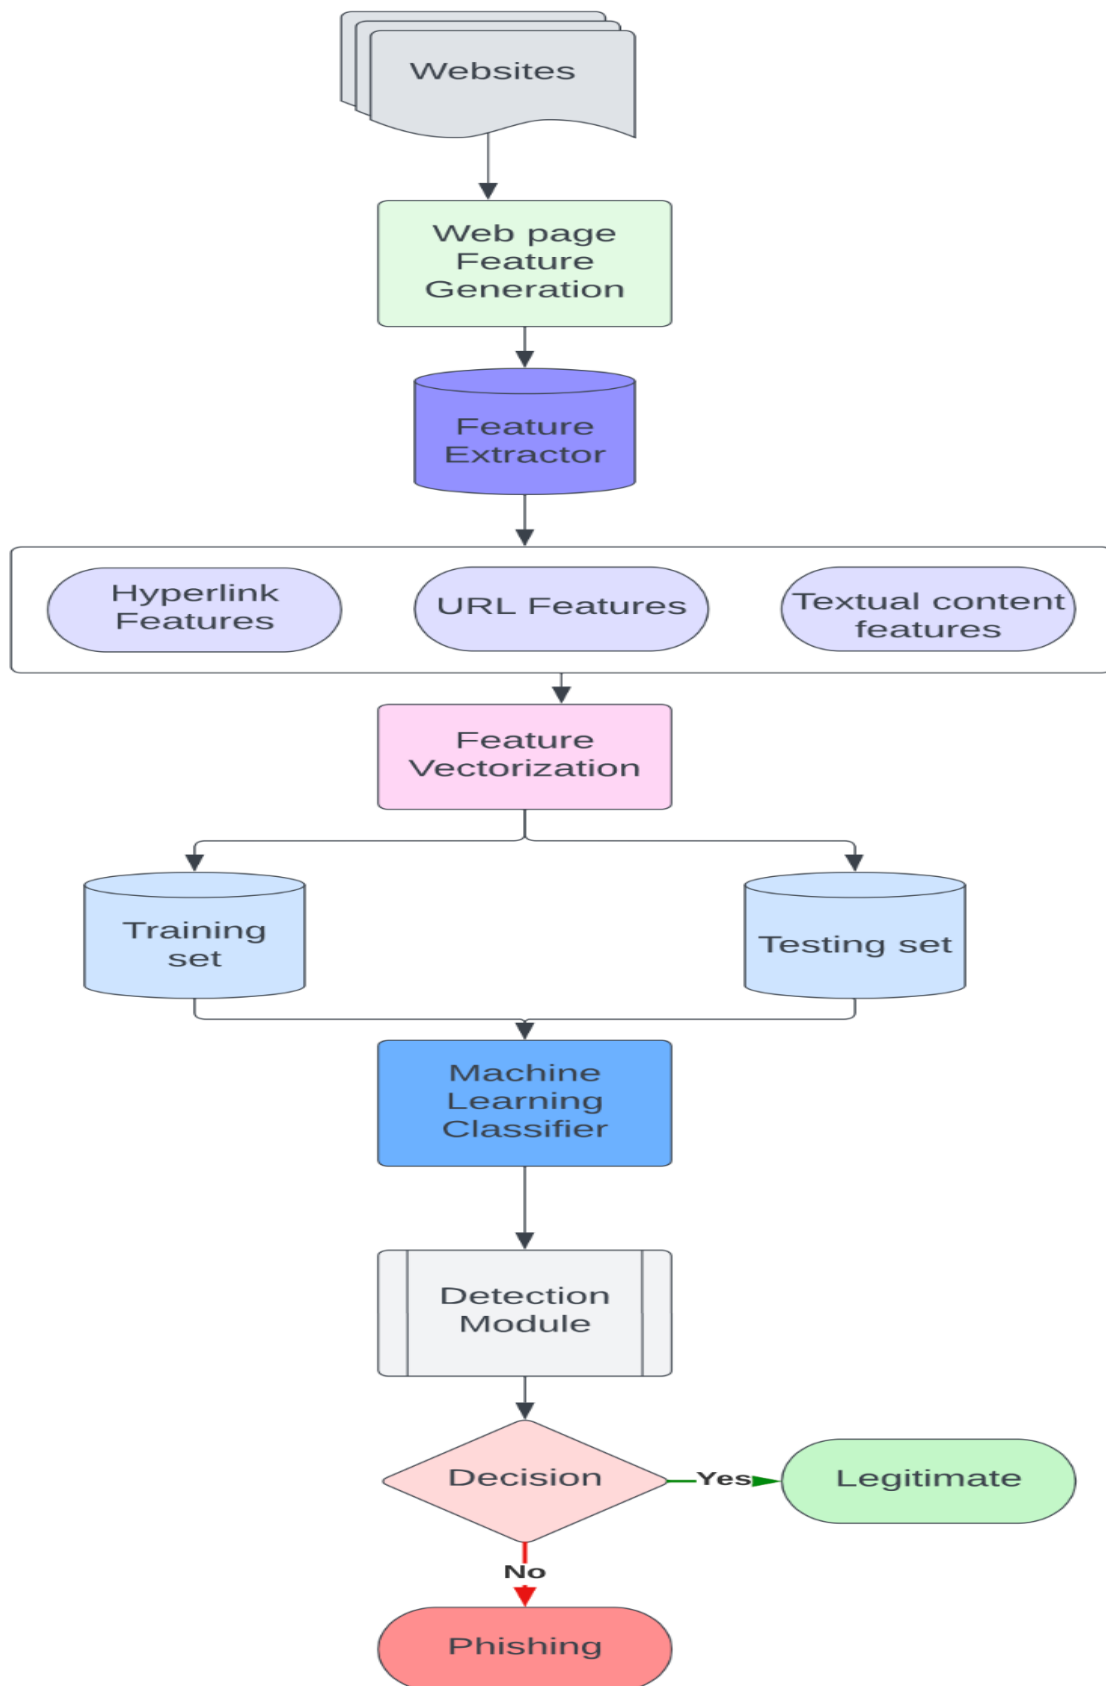 Websites
Web page
Feature
Generation
Feature
Extractor
Hyperlink
Features
URL Features
Textual content
features
Feature
Vectorization
Training
set
Testing set
Machine
Learning
Classifier
Detection
Module
Decision
Yes
Legitimate
No
Phishing